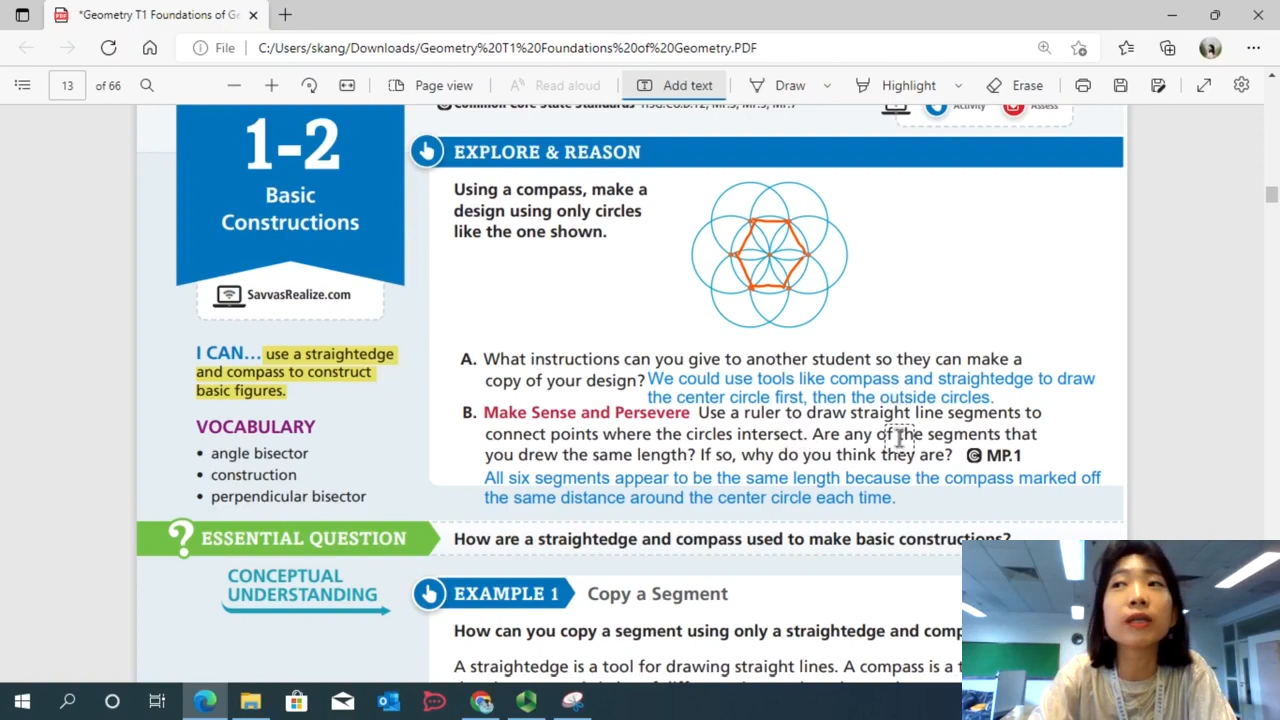 *Geometry T1 Foundations of Ge
File
C:/Users/skang/Downloads/Geometry%20T1%20Foundations%20of%20Geometry.PDF
13 of 66
Page view
Read aloud
Add text
Draw
Highlight
Erase
Common Core State Standards
Activity
Assess
1-2
Basic
Constructions
SavvasRealize.com
I CAN... use a straightedge
and compass to construct
basic figures.
VOCABULARY
• angle bisector
• construction
• perpendicular bisector
EXPLORE & REASON
Using a compass, make a
design using only circles
like the one shown.
A. What instructions can you give to another student so they can make a
copy of your design? We could use tools like compass and straightedge to draw
the center circle first, then the outside circles.
B. Make Sense and Persevere Use a ruler to draw straight line segments to
connect points where the circles intersect. Are any of the segments that
you drew the same length? If so, why do you think they are? MP.1
All six segments appear to be the same length because the compass marked off
the same distance around the center circle each time.
? ESSENTIAL QUESTION
How are a straightedge and compass used to make basic constructions?
CONCEPTUAL
UNDERSTANDING
EXAMPLE 1 Copy a Segment
How can you copy a segment using only a straightedge and comp
A straightedge is a tool for drawing straight lines. A compass is a t